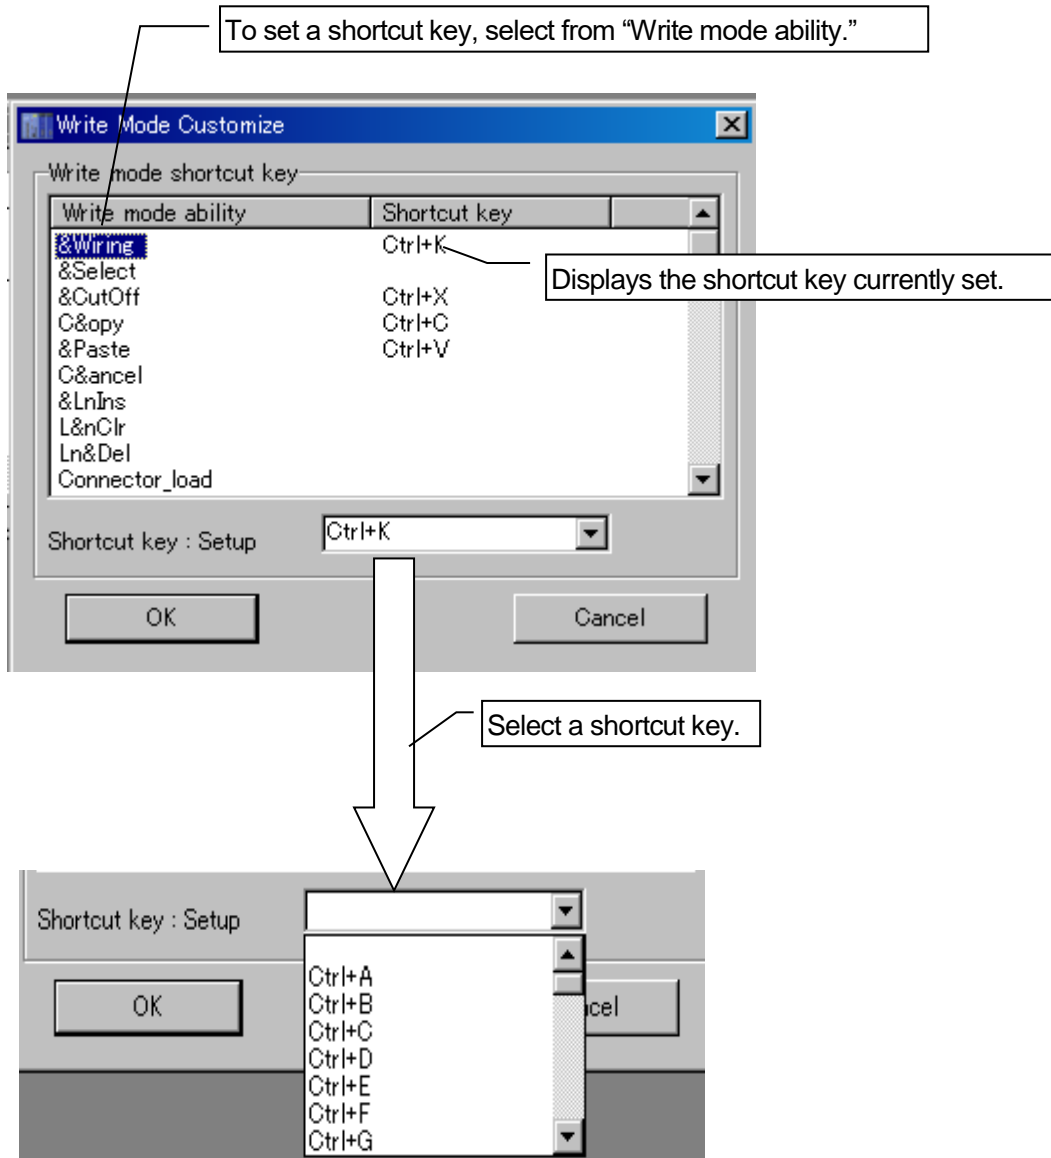 To set a shortcut key, select from “Write mode ability.”
Write Mode Customize
Write mode shortcut key
Write mode ability Shortcut key
&Wiring Ctrl+K
Displays the shortcut key currently set.
&Select
&CutOff Ctrl+X
C&opy Ctrl+C
&Paste Ctrl+V
C&ancel
&LnIns
L&nClr
Ln&Del
Connector_load
Shortcut key : Setup Ctrl+K
OK Cancel
Select a shortcut key.
Shortcut key : Setup
Ctrl+A
OK Ctrl+B cel
Ctrl+C
Ctrl+D
Ctrl+E
Ctrl+F
Ctrl+G